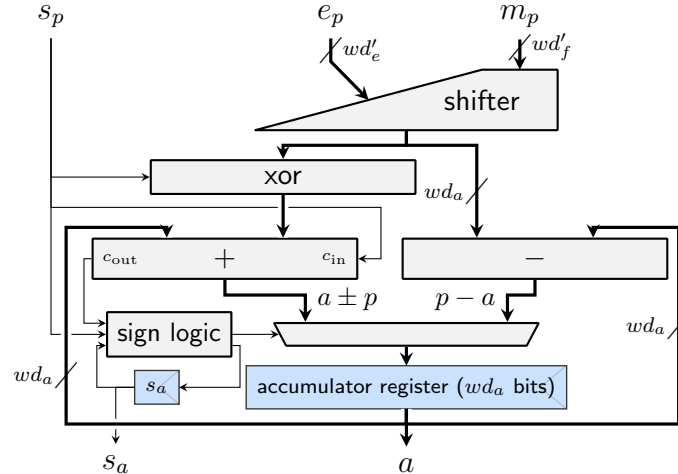 s_p e_p m_p
wd'_e wd'_f
shifter
xor
wd_a
c_out + c_in −
a ± p p − a
sign logic
wd_a wd_a
s_a accumulator register (wd_a bits)
s_a a